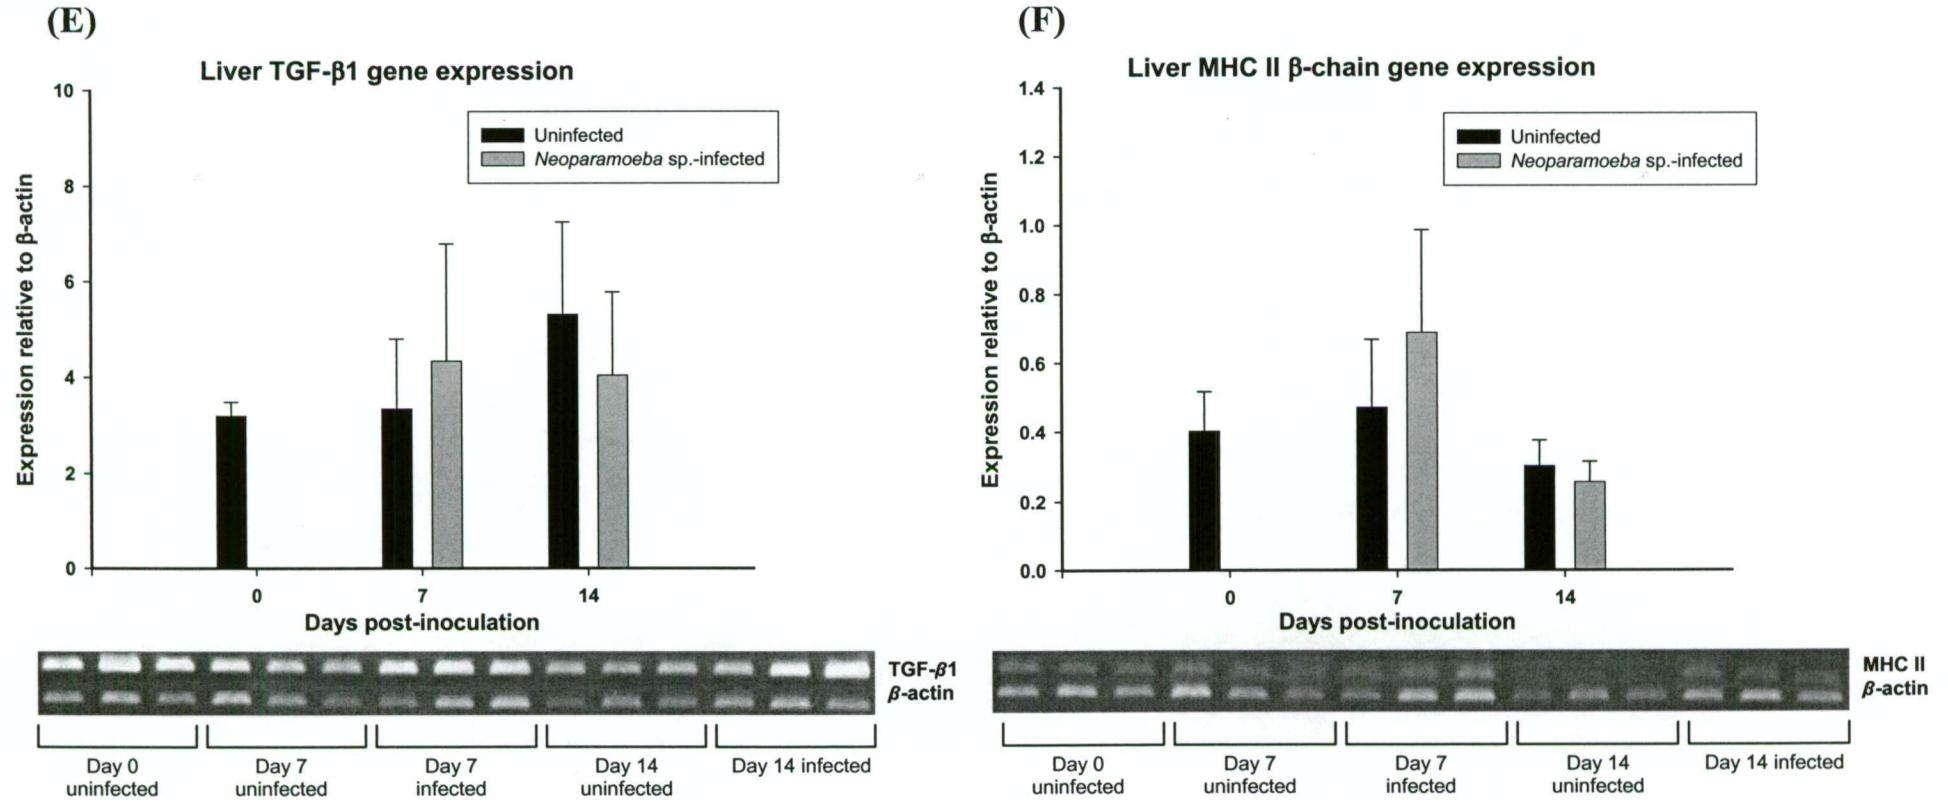 (E)
Liver TGF-β1 gene expression
10
8
6
4
2
0
Expression relative to β-actin
Uninfected
Neoparamoeba sp.-infected
0 7 14
Days post-inoculation
TGF-β1
β-actin
Day 0 uninfected
Day 7 uninfected
Day 7 infected
Day 14 uninfected
Day 14 infected
(F)
Liver MHC II β-chain gene expression
1.4
1.2
1.0
0.8
0.6
0.4
0.2
0.0
Expression relative to β-actin
Uninfected
Neoparamoeba sp.-infected
0 7 14
Days post-inoculation
MHC II
β-actin
Day 0 uninfected
Day 7 uninfected
Day 7 infected
Day 14 uninfected
Day 14 infected